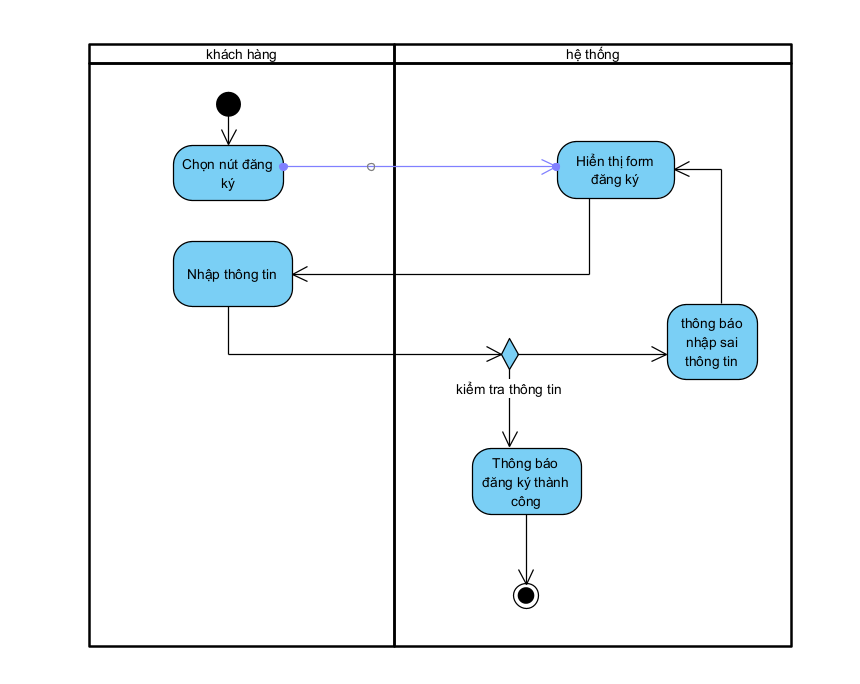 khách hàng
hệ thống
Chọn nút đăng
ký
Hiển thị form
đăng ký
Nhập thông tin
thông báo
nhập sai
thông tin
kiểm tra thông tin
Thông báo
đăng ký thành
công